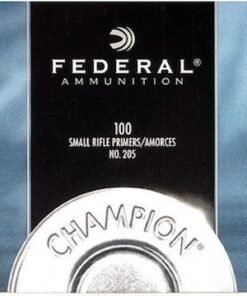 FEDERAL®
AMMUNITION
100
SMALL RIFLE PRIMERS/AMORCES
NO. 205
CHAMPION®